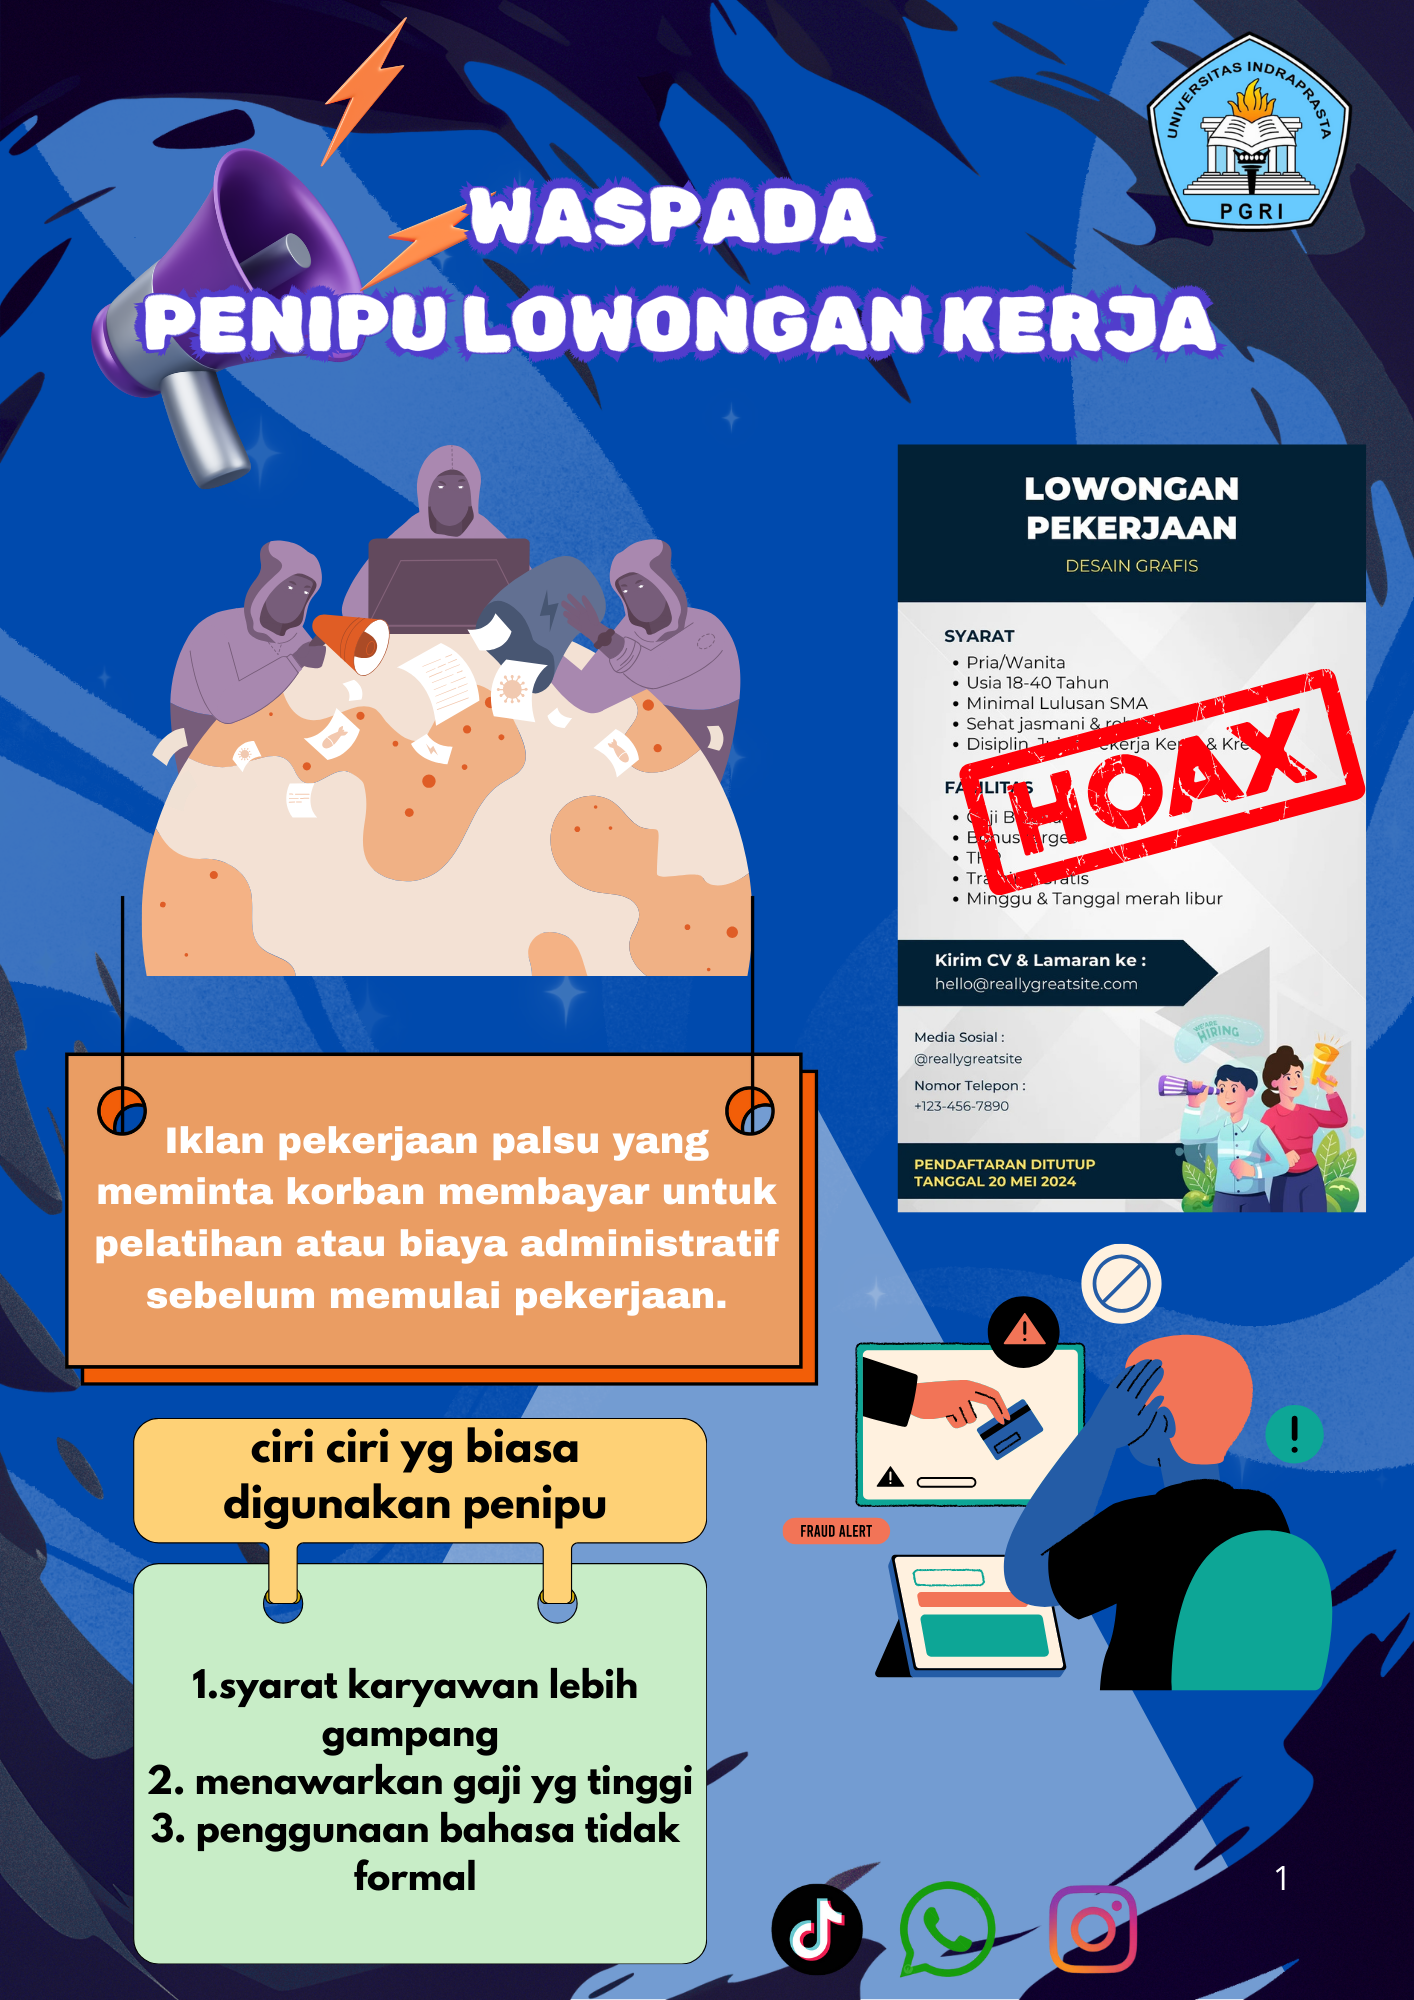 UNIVERSITAS INDRAPRASTA
PGRI
WASPADA
PENIPU LOWONGAN KERJA
LOWONGAN
PEKERJAAN
DESAIN GRAFIS
SYARAT
• Pria/Wanita
• Usia 18-40 Tahun
• Minimal Lulusan SMA
• Sehat jasmani &
• Disiplin, & 
HOAX
• Minggu & Tanggal merah libur
Kirim CV & Lamaran ke :
hello@reallygreatsite.com
Media Sosial :
@reallygreatsite
Nomor Telepon :
+123-456-7890
WE ARE
HIRING
PENDAFTARAN DITUTUP
TANGGAL 20 MEI 2024
Iklan pekerjaan palsu yang
meminta korban membayar untuk
pelatihan atau biaya administratif
sebelum memulai pekerjaan.
FRAUD ALERT
ciri ciri yg biasa
digunakan penipu
1.syarat karyawan lebih
gampang
2. menawarkan gaji yg tinggi
3. penggunaan bahasa tidak
formal
1